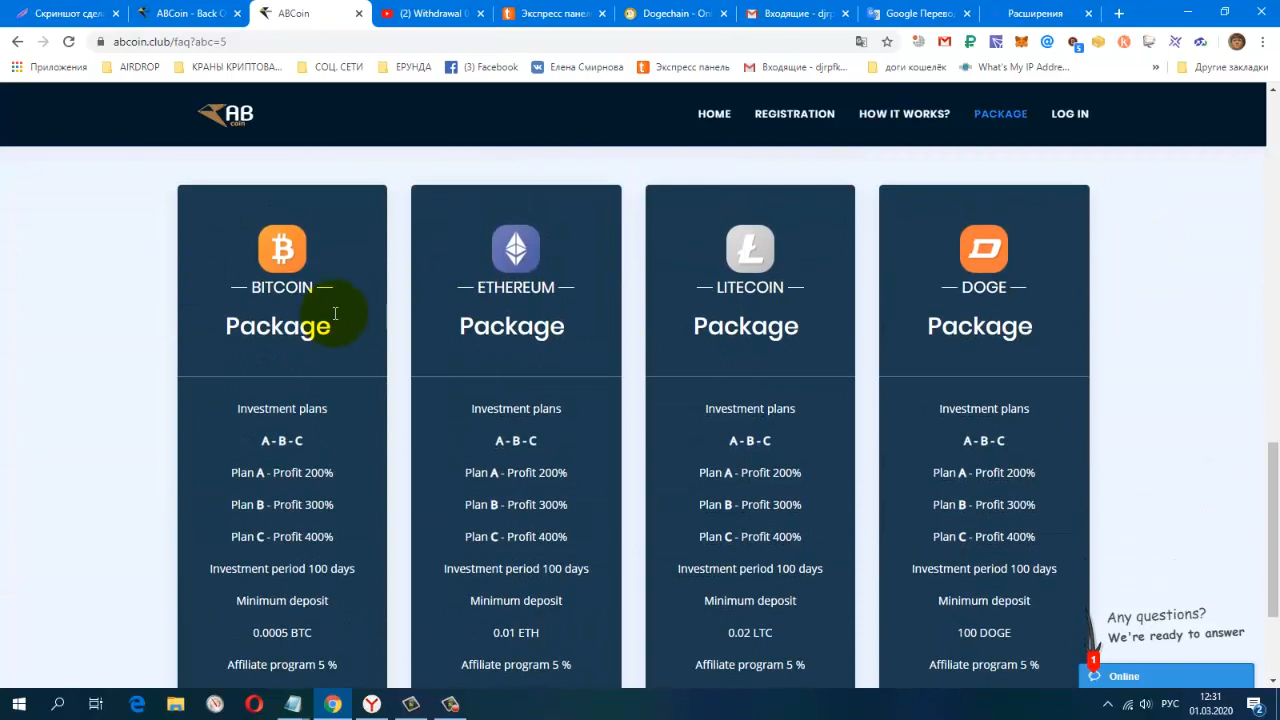 Скриншот сдел
ABCoin - Back O
ABCoin
(2) Withdrawal 0
Экспресс пане
Dogechain - On
Входящие - djrp
Google Перево
Расширения
abcoin.club/faq?abc=5
Приложения
AIRDROP
КРАНЫ КРИПТОВА...
СОЦ. СЕТИ
ЕРУНДА
(3) Facebook
Елена Смирнова
Экспресс панель
Входящие - djrpfk...
доги кошелёк
What's My IP Addre...
»
Другие закладки
AB
coin
HOME
REGISTRATION
HOW IT WORKS?
PACKAGE
LOG IN
BITCOIN
Package
Investment plans
A - B - C
Plan A - Profit 200%
Plan B - Profit 300%
Plan C - Profit 400%
Investment period 100 days
Minimum deposit
0.0005 BTC
Affiliate program 5 %
ETHEREUM
Package
Investment plans
A - B - C
Plan A - Profit 200%
Plan B - Profit 300%
Plan C - Profit 400%
Investment period 100 days
Minimum deposit
0.01 ETH
Affiliate program 5 %
LITECOIN
Package
Investment plans
A - B - C
Plan A - Profit 200%
Plan B - Profit 300%
Plan C - Profit 400%
Investment period 100 days
Minimum deposit
0.02 LTC
Affiliate program 5 %
DOGE
Package
Investment plans
A - B - C
Plan A - Profit 200%
Plan B - Profit 300%
Plan C - Profit 400%
Investment period 100 days
Minimum deposit
100 DOGE
Affiliate program 5 %
Any questions?
We're ready to answer
1
Online
РУС
12:31
01.03.2020
2